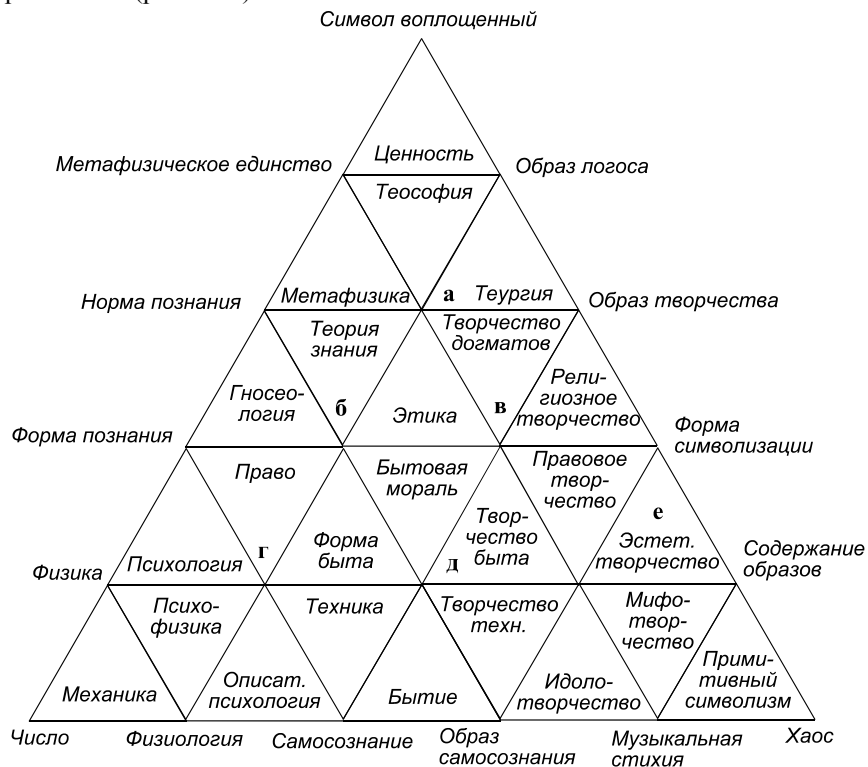 Символ воплощенный
Ценность
Метафизическое единство
Образ логоса
Теософия
Норма познания
Метафизика
а
Теургия
Образ творчества
Теория
знания
Творчество
догматов
Гносео-
логия
б
Этика
в
Рели-
гиозное
творчество
Форма познания
Форма
символизации
Право
Бытовая
мораль
Правовое
твор-
чество
Психология
г
Форма
быта
д
Твор-
чество
быта
е
Эстет.
творчество
Физика
Содержание
образов
Психо-
физика
Техника
Творчество
техн.
Мифо-
твор-
чество
Механика
Описат.
психология
Бытие
Идоло-
творчество
Прими-
тивный
символизм
Число
Физиология
Самосознание
Образ
самосознания
Музыкальная
стихия
Хаос